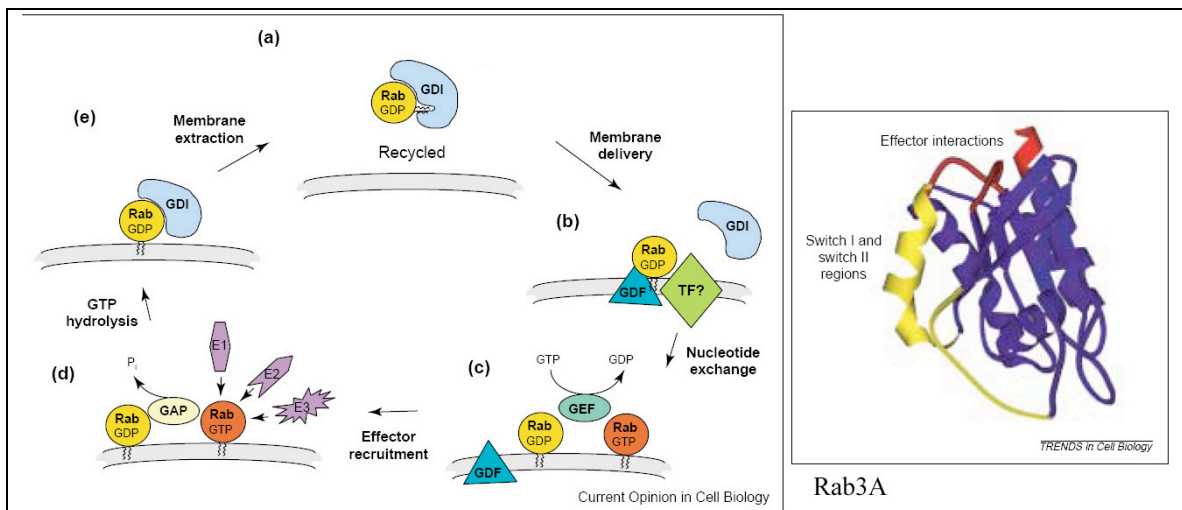 (a)
Rab
GDP
GDI
Recycled
Membrane
delivery
(b)
GDI
Rab
GDP
GDF
TF?
Nucleotide
exchange
(c)
GTP
GDP
GEF
Rab
GDP
Rab
GTP
GDF
Effector
recruitment
(d)
E1
E2
E3
Pi
GAP
Rab
GDP
Rab
GTP
GTP
hydrolysis
(e)
GDI
Rab
GDP
Membrane
extraction
Current Opinion in Cell Biology
Effector interactions
Switch I and
switch II
regions
TRENDS in Cell Biology
Rab3A